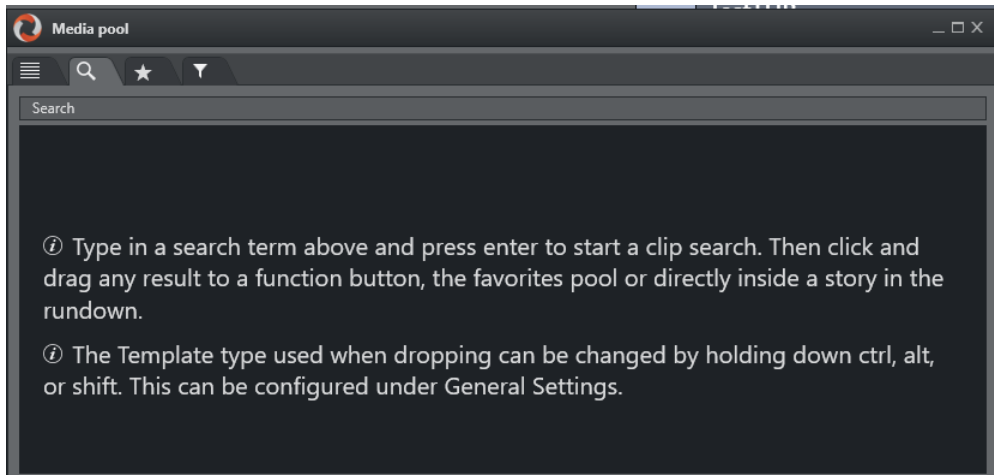 Media pool
Search
Type in a search term above and press enter to start a clip search. Then click and
drag any result to a function button, the favorites pool or directly inside a story in the
rundown.
The Template type used when dropping can be changed by holding down ctrl, alt,
or shift. This can be configured under General Settings.